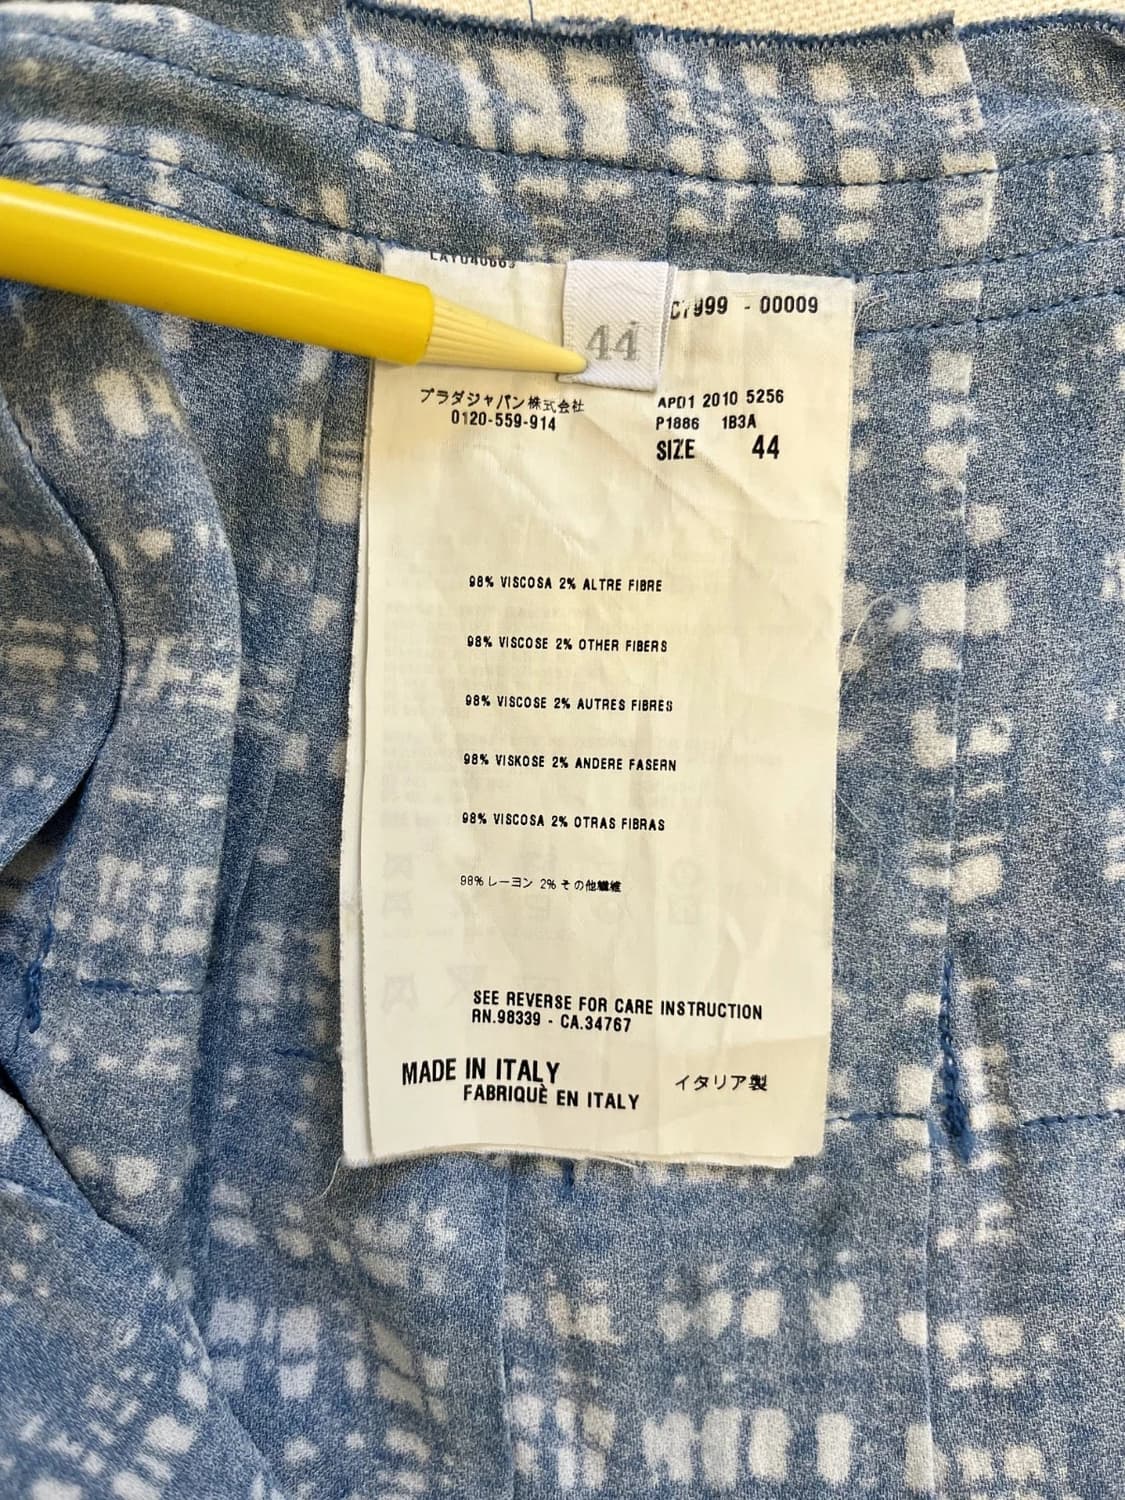 44
- 00009
プラダジャパン株式会社
0120-559-914
AP01 2010 5256
P1886 1B3A
SIZE 44
98% VISCOSA 2% ALTRE FIBRE
98% VISCOSE 2% OTHER FIBERS
98% VISCOSE 2% AUTRES FIBRES
98% VISKOSE 2% ANDERE FASERN
98% VISCOSA 2% OTRAS FIBRAS
98% レーヨン 2% その他繊維
SEE REVERSE FOR CARE INSTRUCTION
RN.98339 - CA.34767
MADE IN ITALY
FABRIQUÈ EN ITALY
イタリア製